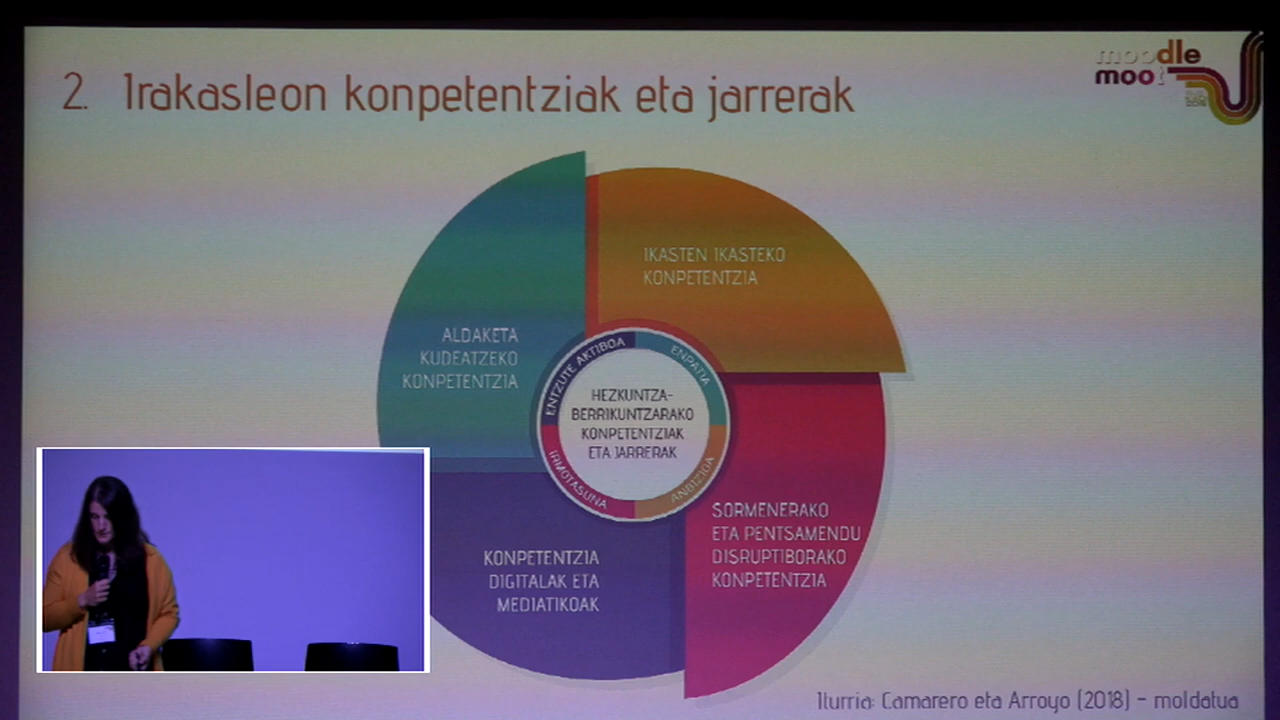 moodle
moo
2. Irakasleon konpetentziak eta jarrerak
IKASTEN IKASTEKO
KONPETENTZIA
ALDAKETA
KUDEATZEKO
KONPETENTZIA
ENTZUTE AKTIBOA
ENPATIA
HEZKUNTZA-
BERRIKUNTZARAKO
KONPETENTZIAK
ETA JARRERAK
IRMOTASUNA
ANBIZIOA
SORMENERAKO
ETA PENTSAMENDU
DISRUPTIBORAKO
KONPETENTZIA
KONPETENTZIA
DIGITALAK ETA
MEDIATIKOAK
Iturria: Camarero eta Arroyo (2018) - moldatua